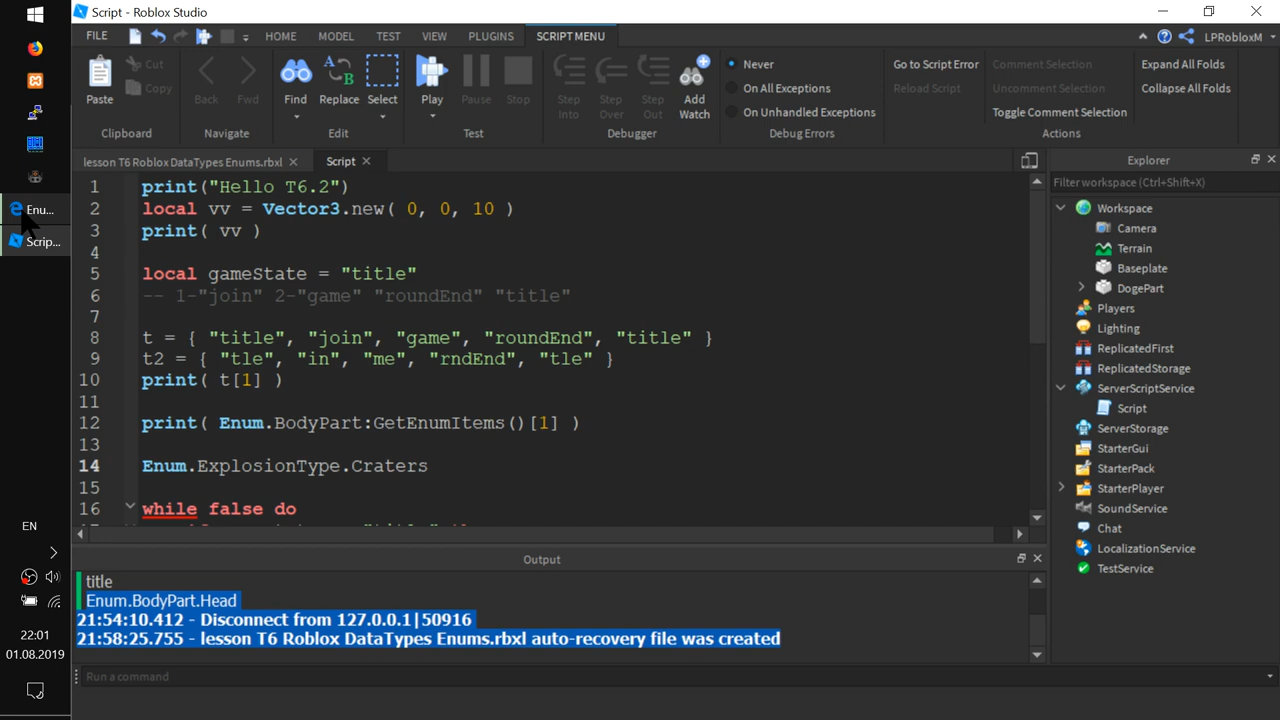 Script - Roblox Studio
FILE
HOME
MODEL
TEST
VIEW
PLUGINS
SCRIPT MENU
LPRobloxM
Paste
Cut
Copy
Clipboard
Back
Fwd
Navigate
Find
Replace
Select
Edit
Play
Pause
Stop
Test
Step Into
Step Over
Step Out
Add Watch
Debugger
Never
On All Exceptions
On Unhandled Exceptions
Debug Errors
Go to Script Error
Reload Script
Comment Selection
Uncomment Selection
Toggle Comment Selection
Expand All Folds
Collapse All Folds
Actions
lesson T6 Roblox DataTypes Enums.rbxl
Script
1 print("Hello T6.2")
2 local vv = Vector3.new( 0, 0, 10 )
3 print( vv )
4
5 local gameState = "title"
6 -- 1-"join" 2-"game" "roundEnd" "title"
7
8 t = { "title", "join", "game", "roundEnd", "title" }
9 t2 = { "tle", "in", "me", "rndEnd", "tle" }
10 print( t[1] )
11
12 print( Enum.BodyPart:GetEnumItems()[1] )
13
14 Enum.ExplosionType.Craters
15
16 while false do
Output
title
Enum.BodyPart.Head
21:54:10.412 - Disconnect from 127.0.0.1|50916
21:58:25.755 - lesson T6 Roblox DataTypes Enums.rbxl auto-recovery file was created
Run a command
Explorer
Filter workspace (Ctrl+Shift+X)
Workspace
Camera
Terrain
Baseplate
DogePart
Players
Lighting
ReplicatedFirst
ReplicatedStorage
ServerScriptService
Script
ServerStorage
StarterGui
StarterPack
StarterPlayer
SoundService
Chat
LocalizationService
TestService
Enu...
Scrip...
EN
22:01
01.08.2019